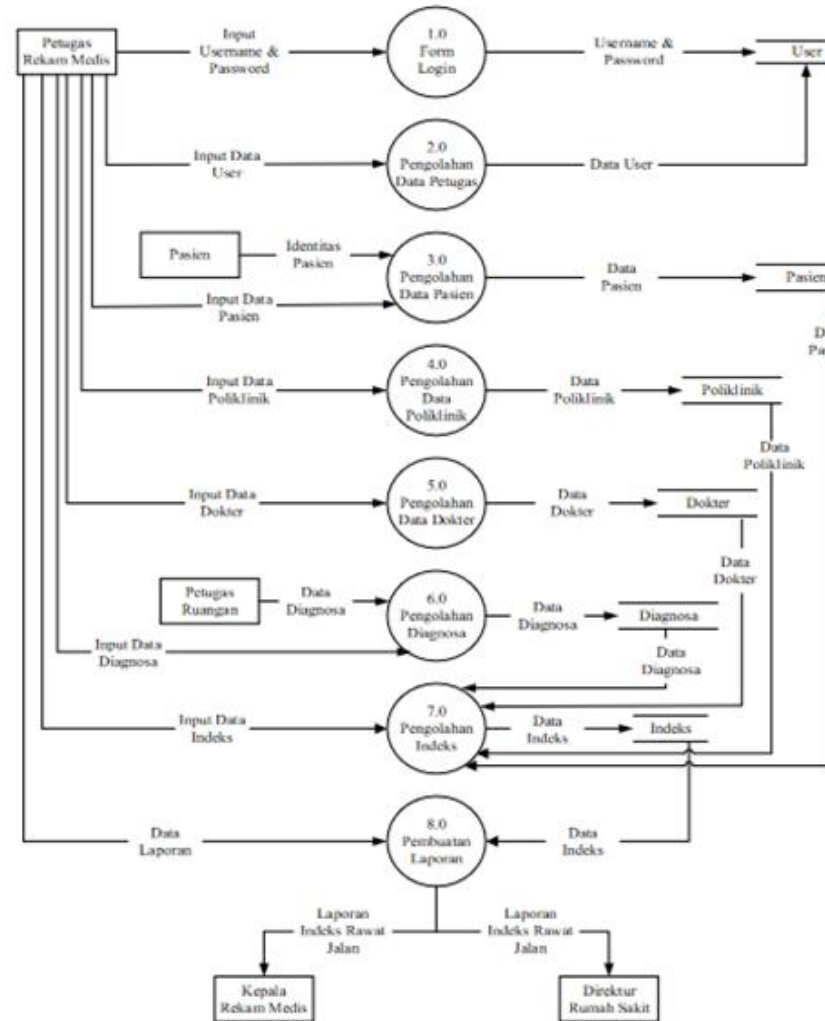 Petugas
Rekam Medis
Input
Username &
Password
1.0
Form
Login
Username &
Password
User
Input Data
User
2.0
Pengolahan
Data Petugas
Data User
Pasien
Identitas
Pasien
Input Data
Pasien
3.0
Pengolahan
Data Pasien
Data
Pasien
Pasien
Input Data
Poliklinik
4.0
Pengolahan
Data
Poliklinik
Data
Poliklinik
Poliklinik
Data
Poliklinik
Input Data
Dokter
5.0
Pengolahan
Data Dokter
Data
Dokter
Dokter
Data
Dokter
Petugas
Ruangan
Data
Diagnosa
Input Data
Diagnosa
6.0
Pengolahan
Diagnosa
Data
Diagnosa
Diagnosa
Data
Diagnosa
Input Data
Indeks
7.0
Pengolahan
Indeks
Data
Indeks
Indeks
Data
Laporan
8.0
Pembuatan
Laporan
Data
Indeks
Laporan
Indeks Rawat
Jalan
Laporan
Indeks Rawat
Jalan
Kepala
Rekam Medis
Direktur
Rumah Sakit